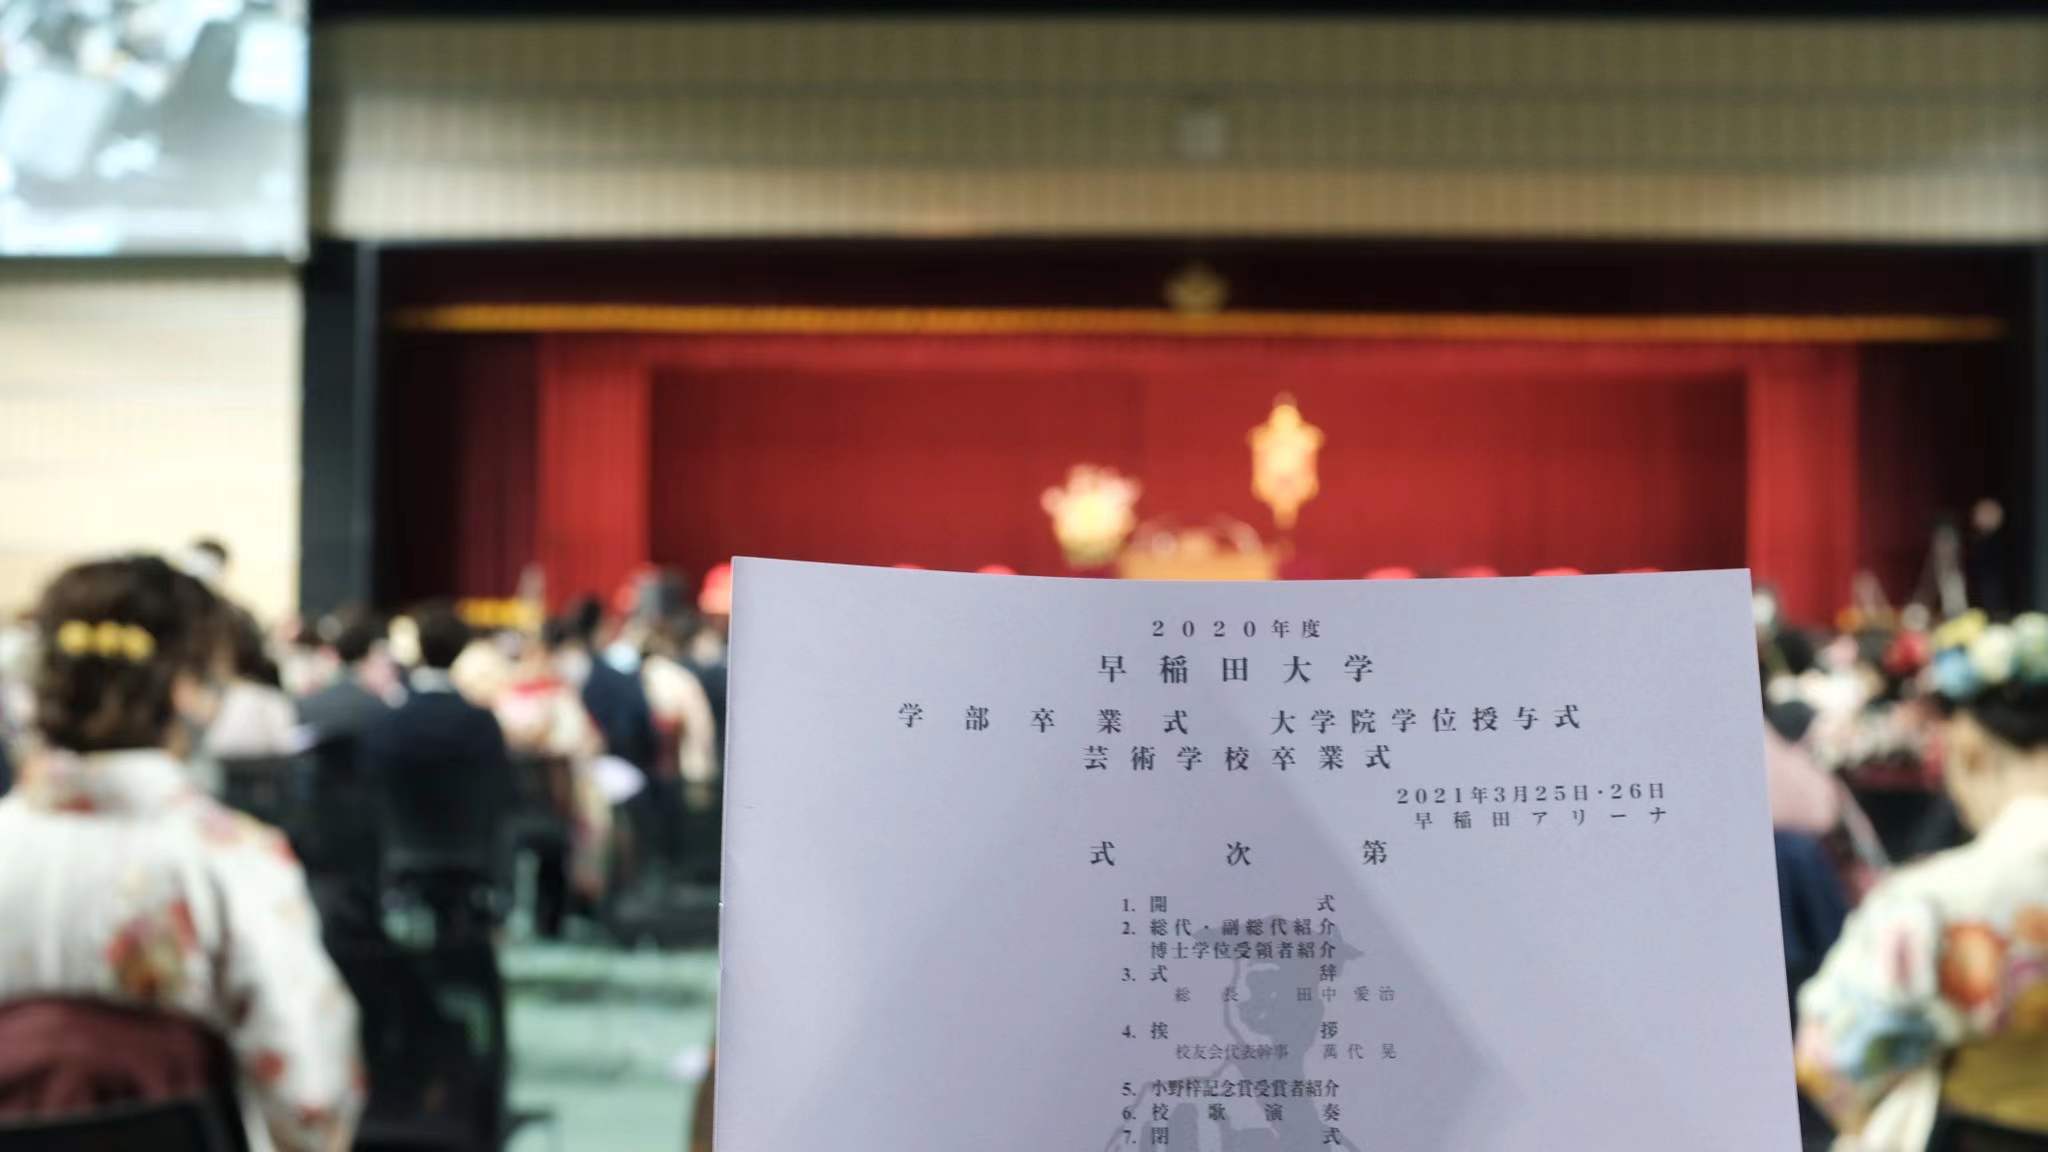 2020年度
早稲田大学
学部卒業式 大学院学位授与式
芸術学校卒業式
2021年3月25日・26日
早稲田アリーナ
式次第
1. 開式
2. 総代・副総代紹介
博士学位受領者紹介
3. 式辞
総長 田中愛治
4. 挨拶
校友会代表幹事 萬代晃
5. 小野梓記念賞受賞者紹介
6. 校歌演奏
7. 閉式